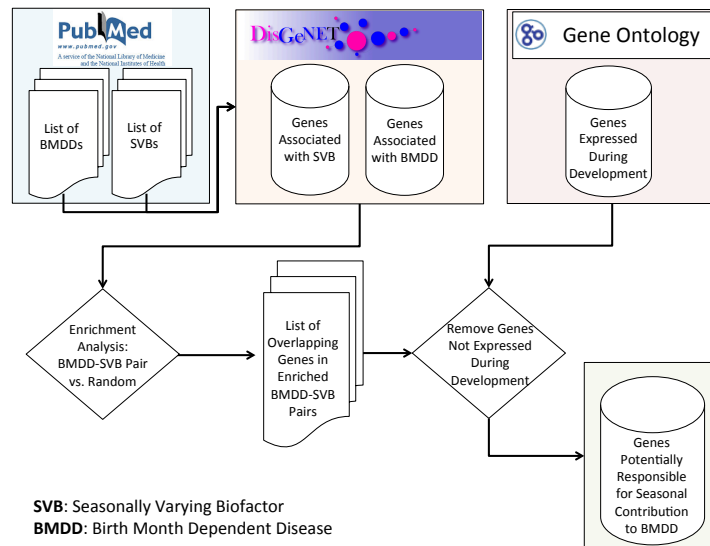 PubMed
www.pubmed.gov
A service of the National Library of Medicine
and the National Institutes of Health
List of
BMDDs
List of
SVBs
DisGeNET
Genes
Associated
with SVB
Genes
Associated
with BMDD
Gene Ontology
Genes
Expressed
During
Development
Enrichment
Analysis:
BMDD-SVB Pair
vs. Random
List of
Overlapping
Genes in
Enriched
BMDD-SVB
Pairs
Remove Genes
Not Expressed
During
Development
Genes
Potentially
Responsible
for Seasonal
Contribution
to BMDD
SVB: Seasonally Varying Biofactor
BMDD: Birth Month Dependent Disease